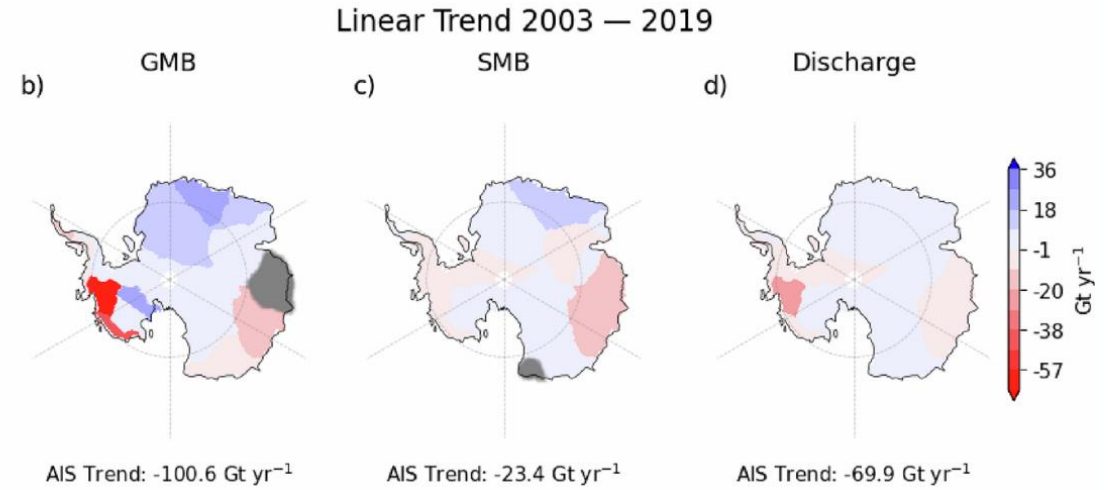 Linear Trend 2003 — 2019
GMB
SMB
Discharge
b)
c)
d)
36
18
-1
-20
-38
-57
Gt yr⁻¹
AIS Trend: -100.6 Gt yr⁻¹
AIS Trend: -23.4 Gt yr⁻¹
AIS Trend: -69.9 Gt yr⁻¹